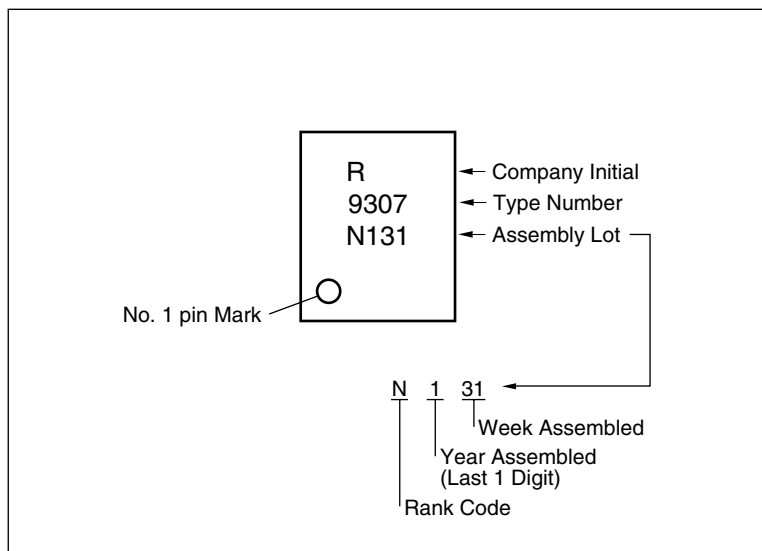 R
9307
N131
Company Initial
Type Number
Assembly Lot
No. 1 pin Mark
N 1 31
Week Assembled
Year Assembled
(Last 1 Digit)
Rank Code